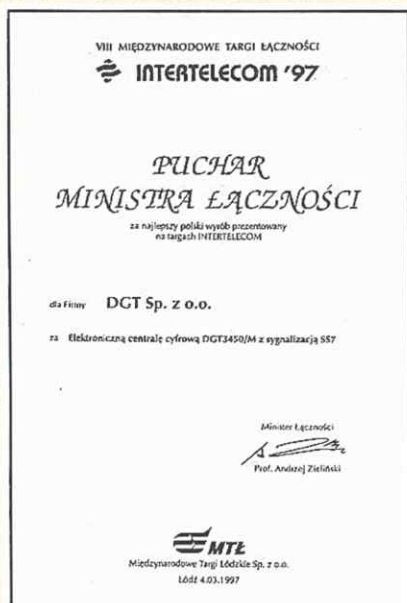 VIII MIĘDZYNARODOWE TARGI ŁĄCZNOŚCI
INTERTELECOM '97
PUCHAR
MINISTRA ŁĄCZNOŚCI
za najlepszy polski wyrób prezentowany
na targach INTERTELECOM
dla Firmy DGT Sp. z o.o.
za Elektroniczną centralę cyfrową DGT3450/M z sygnalizacją SS7
Minister Łączności
Prof. Andrzej Zieliński
MTŁ
Międzynarodowe Targi Łódzkie Sp. z o.o.
Łódź 4.03.1997